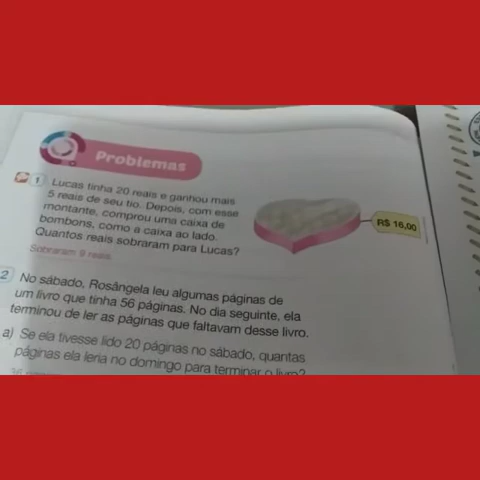 Problemas
1 Lucas tinha 20 reais e ganhou mais
5 reais de seu tio. Depois, com esse
montante, comprou uma caixa de
bombons, como a caixa ao lado.
Quantos reais sobraram para Lucas?
Sobraram 9 reais.
R$ 16,00
2 No sábado, Rosângela leu algumas páginas de
um livro que tinha 56 páginas. No dia seguinte, ela
terminou de ler as páginas que faltavam desse livro.
a) Se ela tivesse lido 20 páginas no sábado, quantas
páginas ela leria no domingo para terminar o livro?